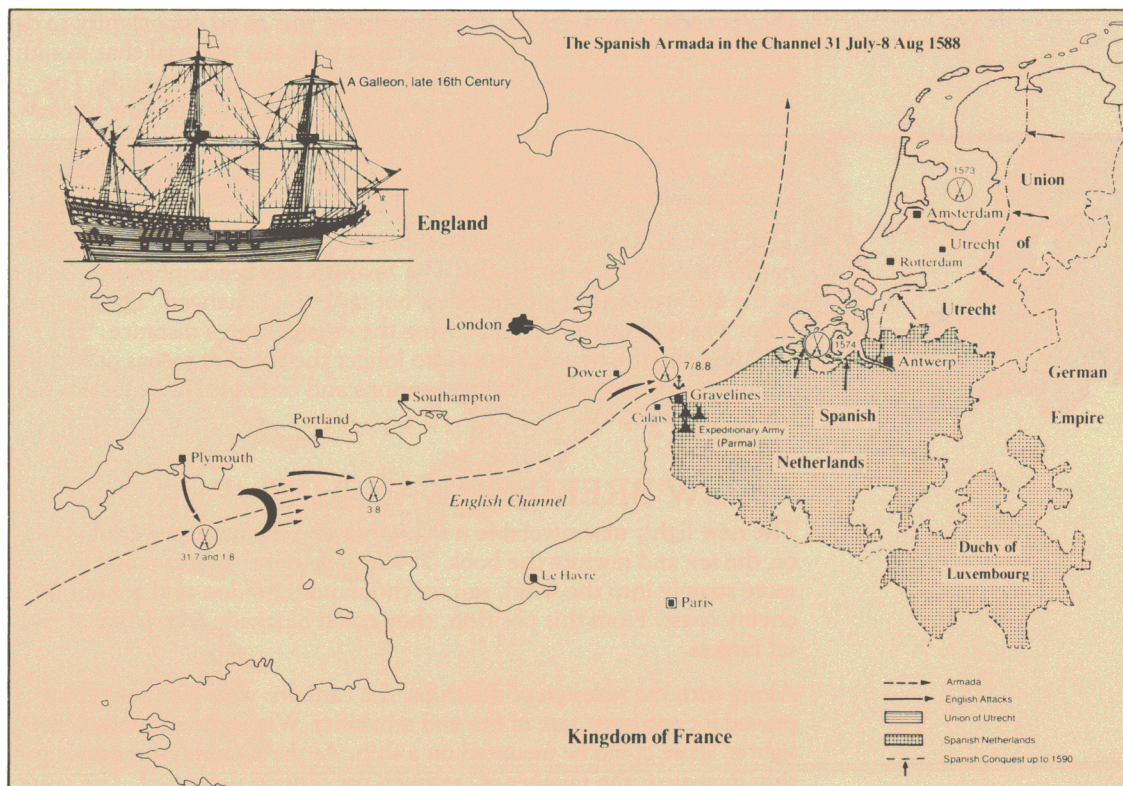 The Spanish Armada in the Channel 31 July-8 Aug 1588
A Galleon, late 16th Century
England
1573
Union
Amsterdam
Utrecht
of
Rotterdam
Utrecht
London
1574
Antwerp
7/8.8
Dover
Gravelines
German
Calais
Spanish
Southampton
Expeditionary Army
(Parma)
Empire
Portland
Netherlands
Plymouth
English Channel
3.8
31.7 and 1.8
Duchy of
Luxembourg
Le Havre
Paris
Armada
English Attacks
Union of Utrecht
Kingdom of France
Spanish Netherlands
Spanish Conquest up to 1590